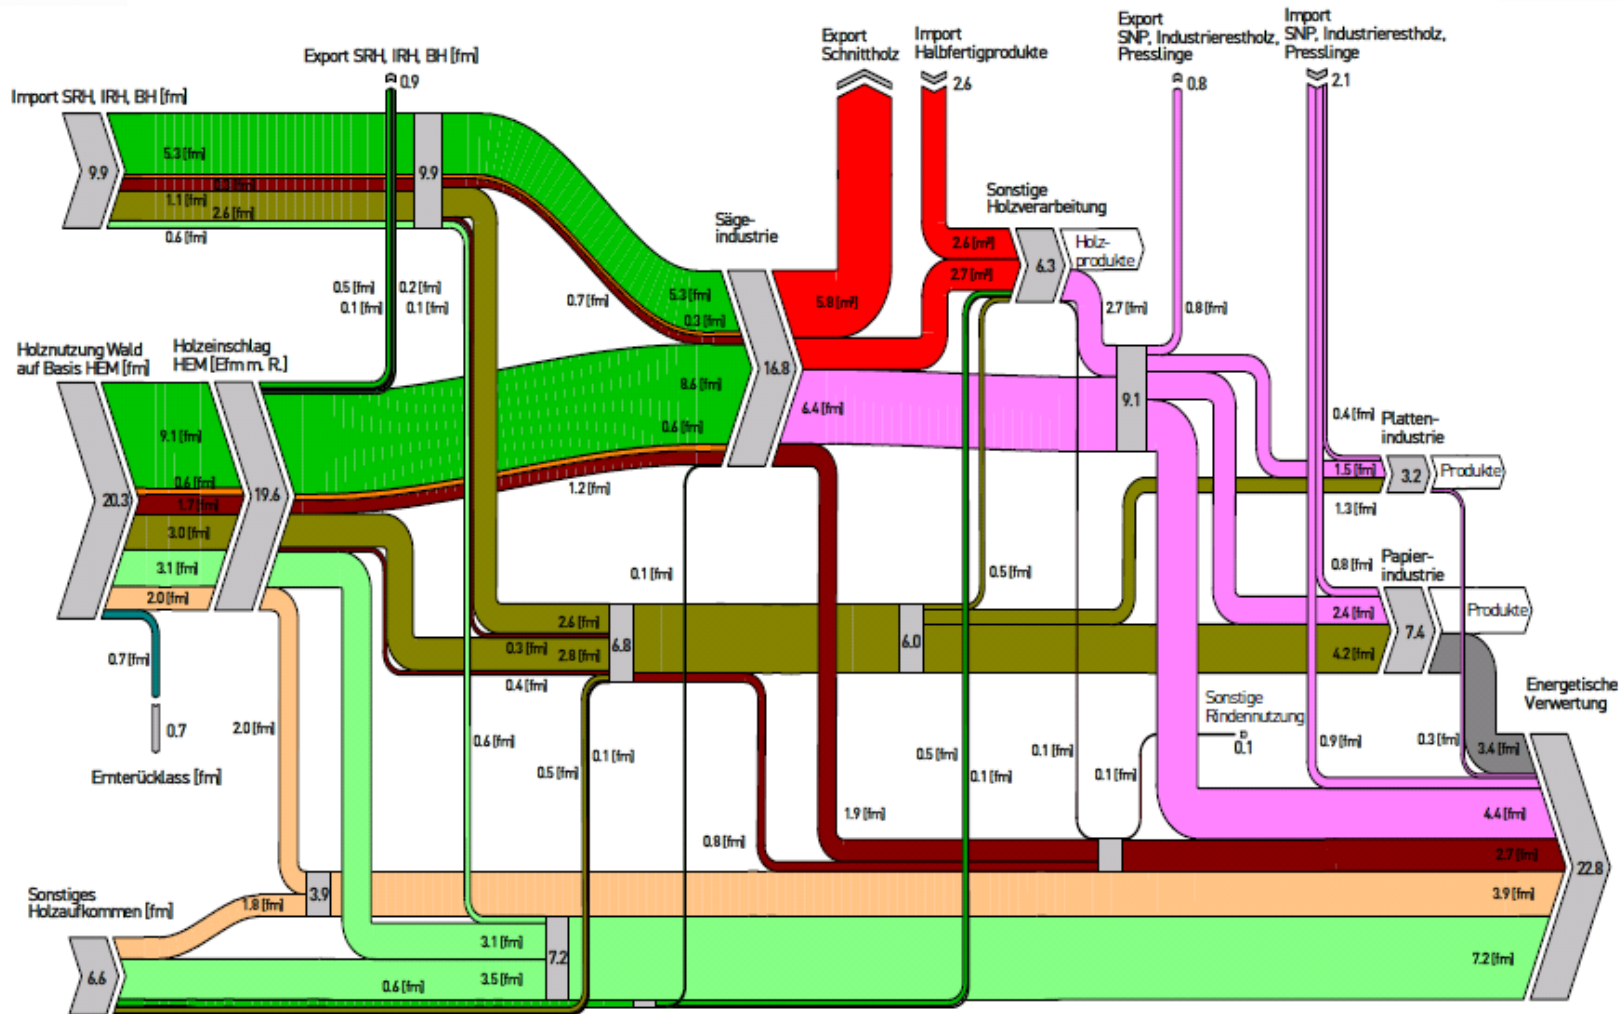 Export SRH, IRH, BH [fm]
0.9
Export
Schnittholz
Import
Halbfertigprodukte
2.6
Export
SNP, Industrierestholz,
Presslinge
0.8
Import
SNP, Industrierestholz,
Presslinge
2.1
Import SRH, IRH, BH [fm]
9.9
5.3 [fm]
0.3 [fm]
1.1 [fm]
2.6 [fm]
0.6 [fm]
9.9
Säge-
industrie
Sonstige
Holzverarbeitung
2.6 [m³]
2.7 [m³]
6.3
Holz-
produkte
0.5 [fm]
0.1 [fm]
0.2 [fm]
0.1 [fm]
0.7 [fm]
5.3 [fm]
0.3 [fm]
5.8 [m³]
2.7 [fm]
0.8 [fm]
Holznutzung Wald
auf Basis HEM [fm]
Holzeinschlag
HEM [Efm m. R.]
16.8
8.6 [fm]
0.6 [fm]
6.4 [fm]
9.1
0.4 [fm]
Platten-
industrie
9.1 [fm]
0.6 [fm]
1.7 [fm]
3.0 [fm]
3.1 [fm]
2.0 [fm]
20.3
19.6
1.2 [fm]
1.5 [fm]
3.2
Produkte
1.3 [fm]
0.1 [fm]
0.5 [fm]
0.8 [fm]
Papier-
industrie
2.6 [fm]
0.3 [fm]
2.8 [fm]
6.8
6.0
2.4 [fm]
4.2 [fm]
7.4
Produkte
0.7 [fm]
0.7
Ernterücklass [fm]
0.4 [fm]
2.0 [fm]
0.6 [fm]
0.5 [fm]
0.1 [fm]
0.5 [fm]
0.1 [fm]
0.1 [fm]
0.1 [fm]
Sonstige
Rindennutzung
0.1
0.9 [fm]
0.3 [fm]
3.4 [fm]
Energetische
Verwertung
0.8 [fm]
1.9 [fm]
4.4 [fm]
2.7 [fm]
22.8
Sonstiges
Holzaufkommen [fm]
1.8 [fm]
3.9
3.9 [fm]
6.6
3.1 [fm]
3.5 [fm]
0.6 [fm]
7.2
7.2 [fm]